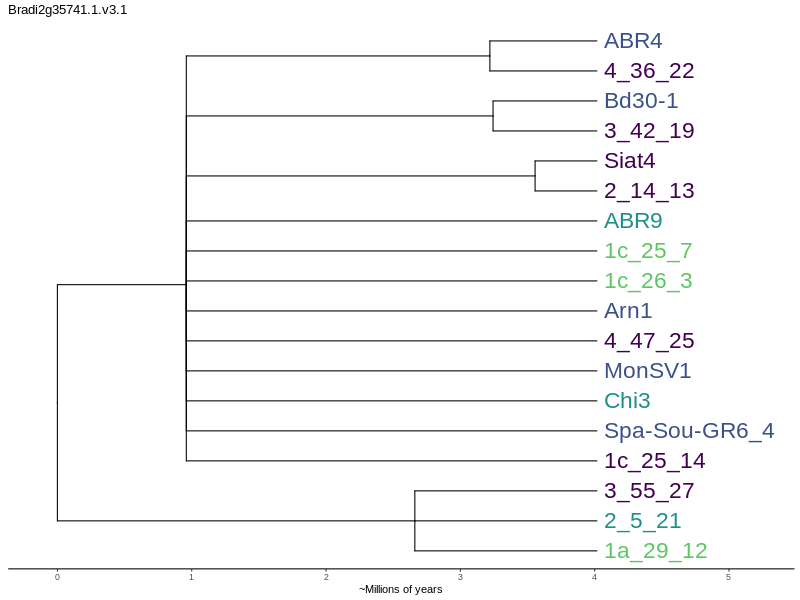 Bradi2g35741.1.v3.1
ABR4
4_36_22
Bd30-1
3_42_19
Siat4
2_14_13
ABR9
1c_25_7
1c_26_3
Arn1
4_47_25
MonSV1
Chi3
Spa-Sou-GR6_4
1c_25_14
3_55_27
2_5_21
1a_29_12
0 1 2 3 4 5
~Millions of years